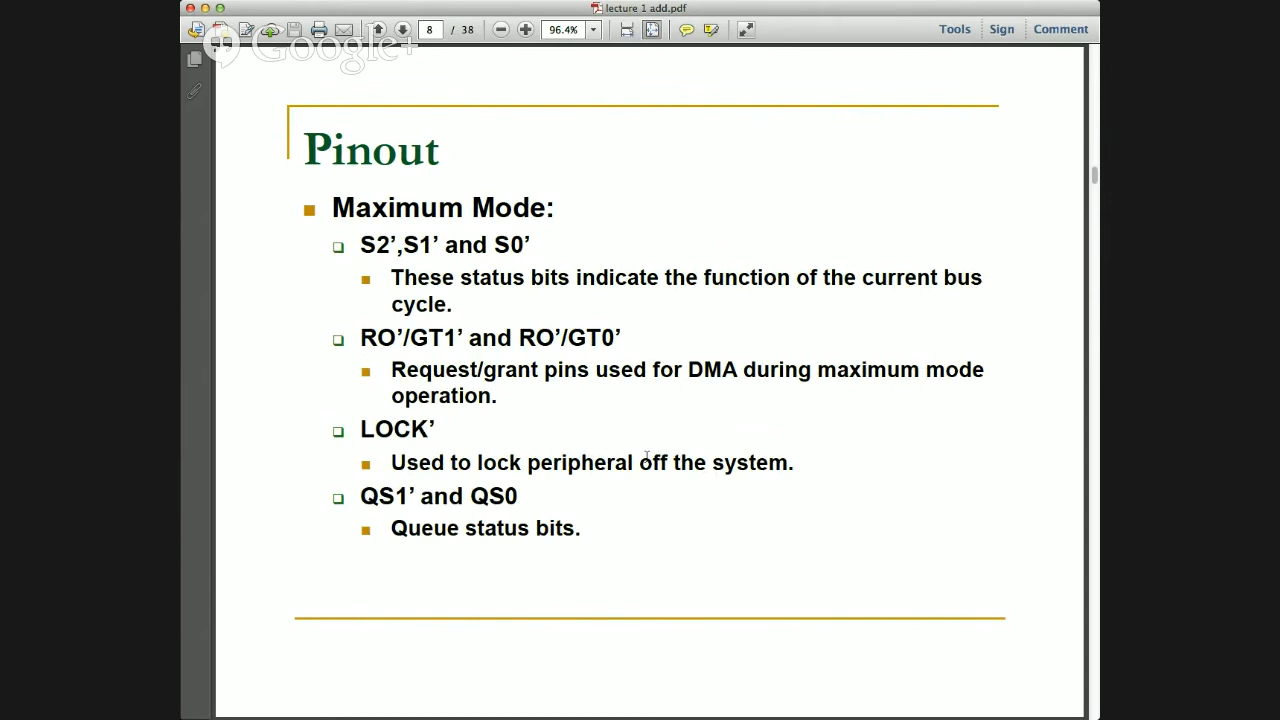 lecture 1 add.pdf
8 / 38 96.4% Tools Sign Comment
Google+
Pinout
Maximum Mode:
S2’,S1’ and S0’
These status bits indicate the function of the current bus
cycle.
RO’/GT1’ and RO’/GT0’
Request/grant pins used for DMA during maximum mode
operation.
LOCK’
Used to lock peripheral off the system.
QS1’ and QS0
Queue status bits.